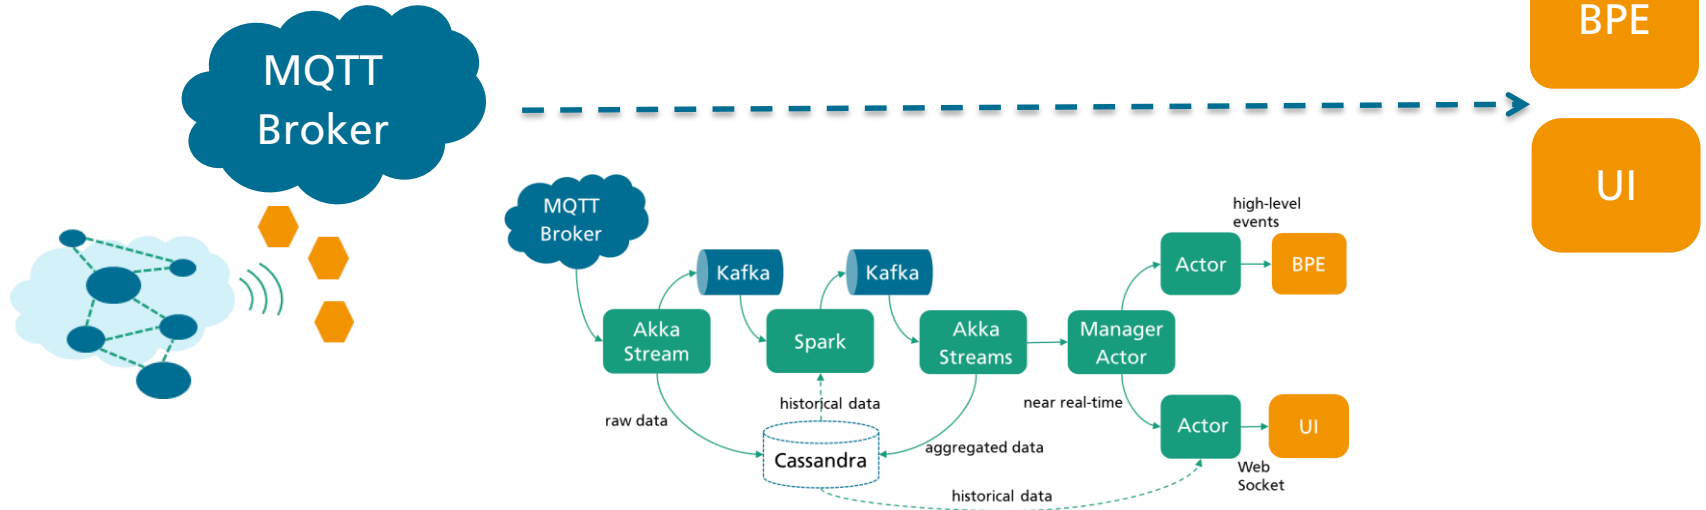 MQTT
Broker
BPE
UI
MQTT
Broker
Kafka
Kafka
high-level
events
Actor
BPE
Akka
Stream
Spark
Akka
Streams
Manager
Actor
raw data
historical data
near real-time
Actor
UI
aggregated data
Cassandra
Web
Socket
historical data